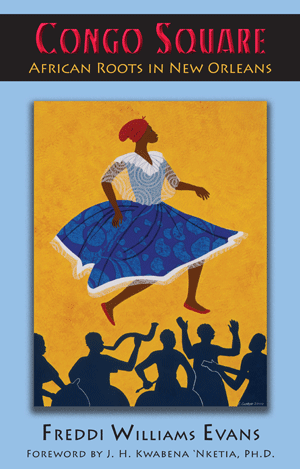 CONGO SQUARE
AFRICAN ROOTS IN NEW ORLEANS
FREDDI WILLIAMS EVANS
FOREWORD BY J. H. KWABENA 'NKETIA, PH.D.